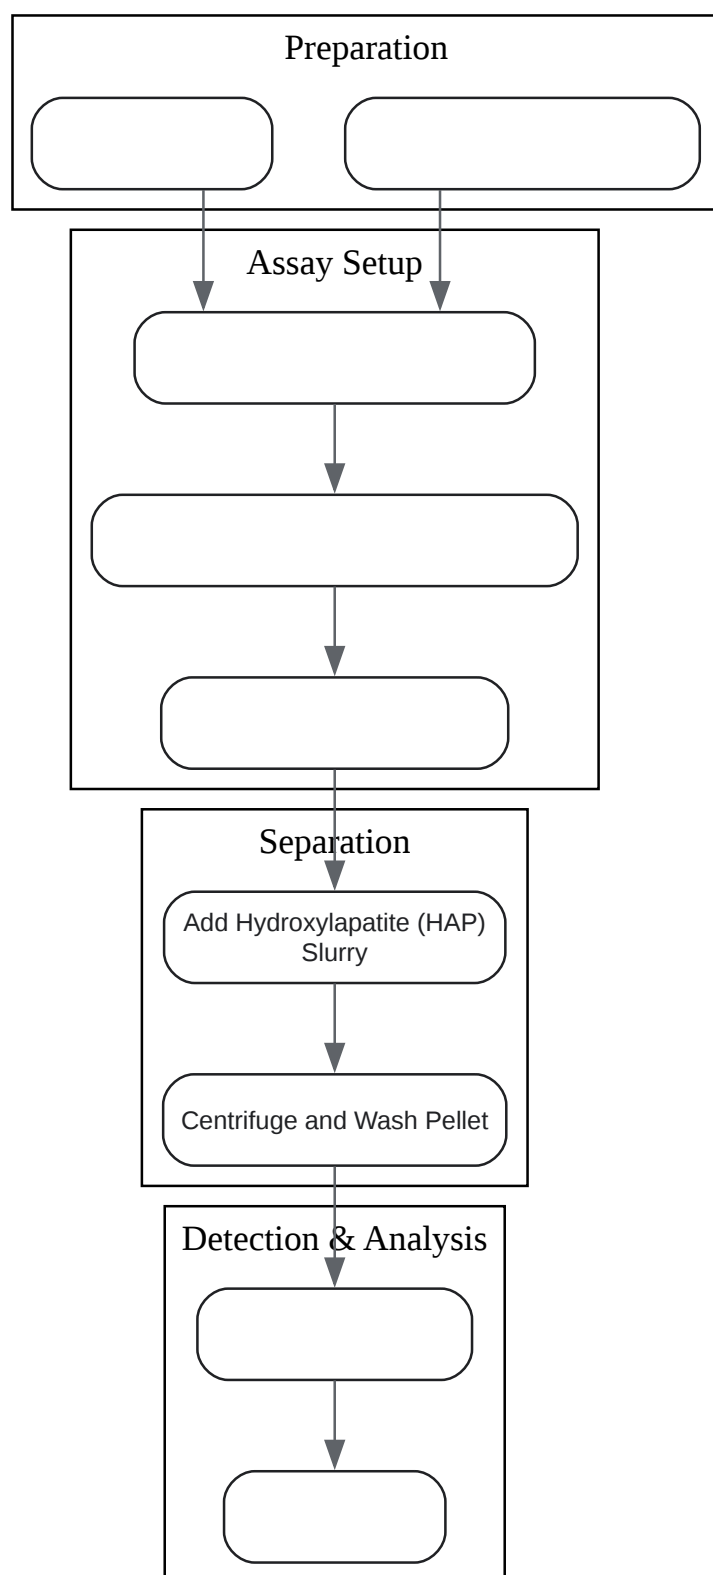 Preparation
Assay Setup
Separation
Add Hydroxylapatite (HAP)
Slurry
Centrifuge and Wash Pellet
Detection & Analysis